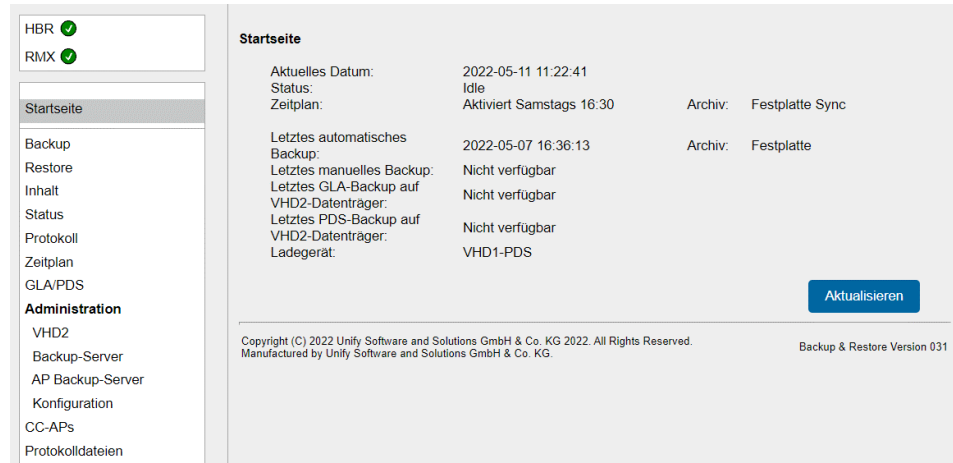 HBR
RMX
Startseite
Backup
Restore
Inhalt
Status
Protokoll
Zeitplan
GLA/PDS
Administration
VHD2
Backup-Server
AP Backup-Server
Konfiguration
CC-APs
Protokolldateien
Startseite
Aktuelles Datum: 2022-05-11 11:22:41
Status: Idle
Zeitplan: Aktiviert Samstags 16:30 Archiv: Festplatte Sync
Letztes automatisches
Backup: 2022-05-07 16:36:13 Archiv: Festplatte
Letztes manuelles Backup: Nicht verfügbar
Letztes GLA-Backup auf
VHD2-Datenträger: Nicht verfügbar
Letztes PDS-Backup auf
VHD2-Datenträger: Nicht verfügbar
Ladegerät: VHD1-PDS
Aktualisieren
Copyright (C) 2022 Unify Software and Solutions GmbH & Co. KG 2022. All Rights Reserved.
Manufactured by Unify Software and Solutions GmbH & Co. KG.
Backup & Restore Version 031